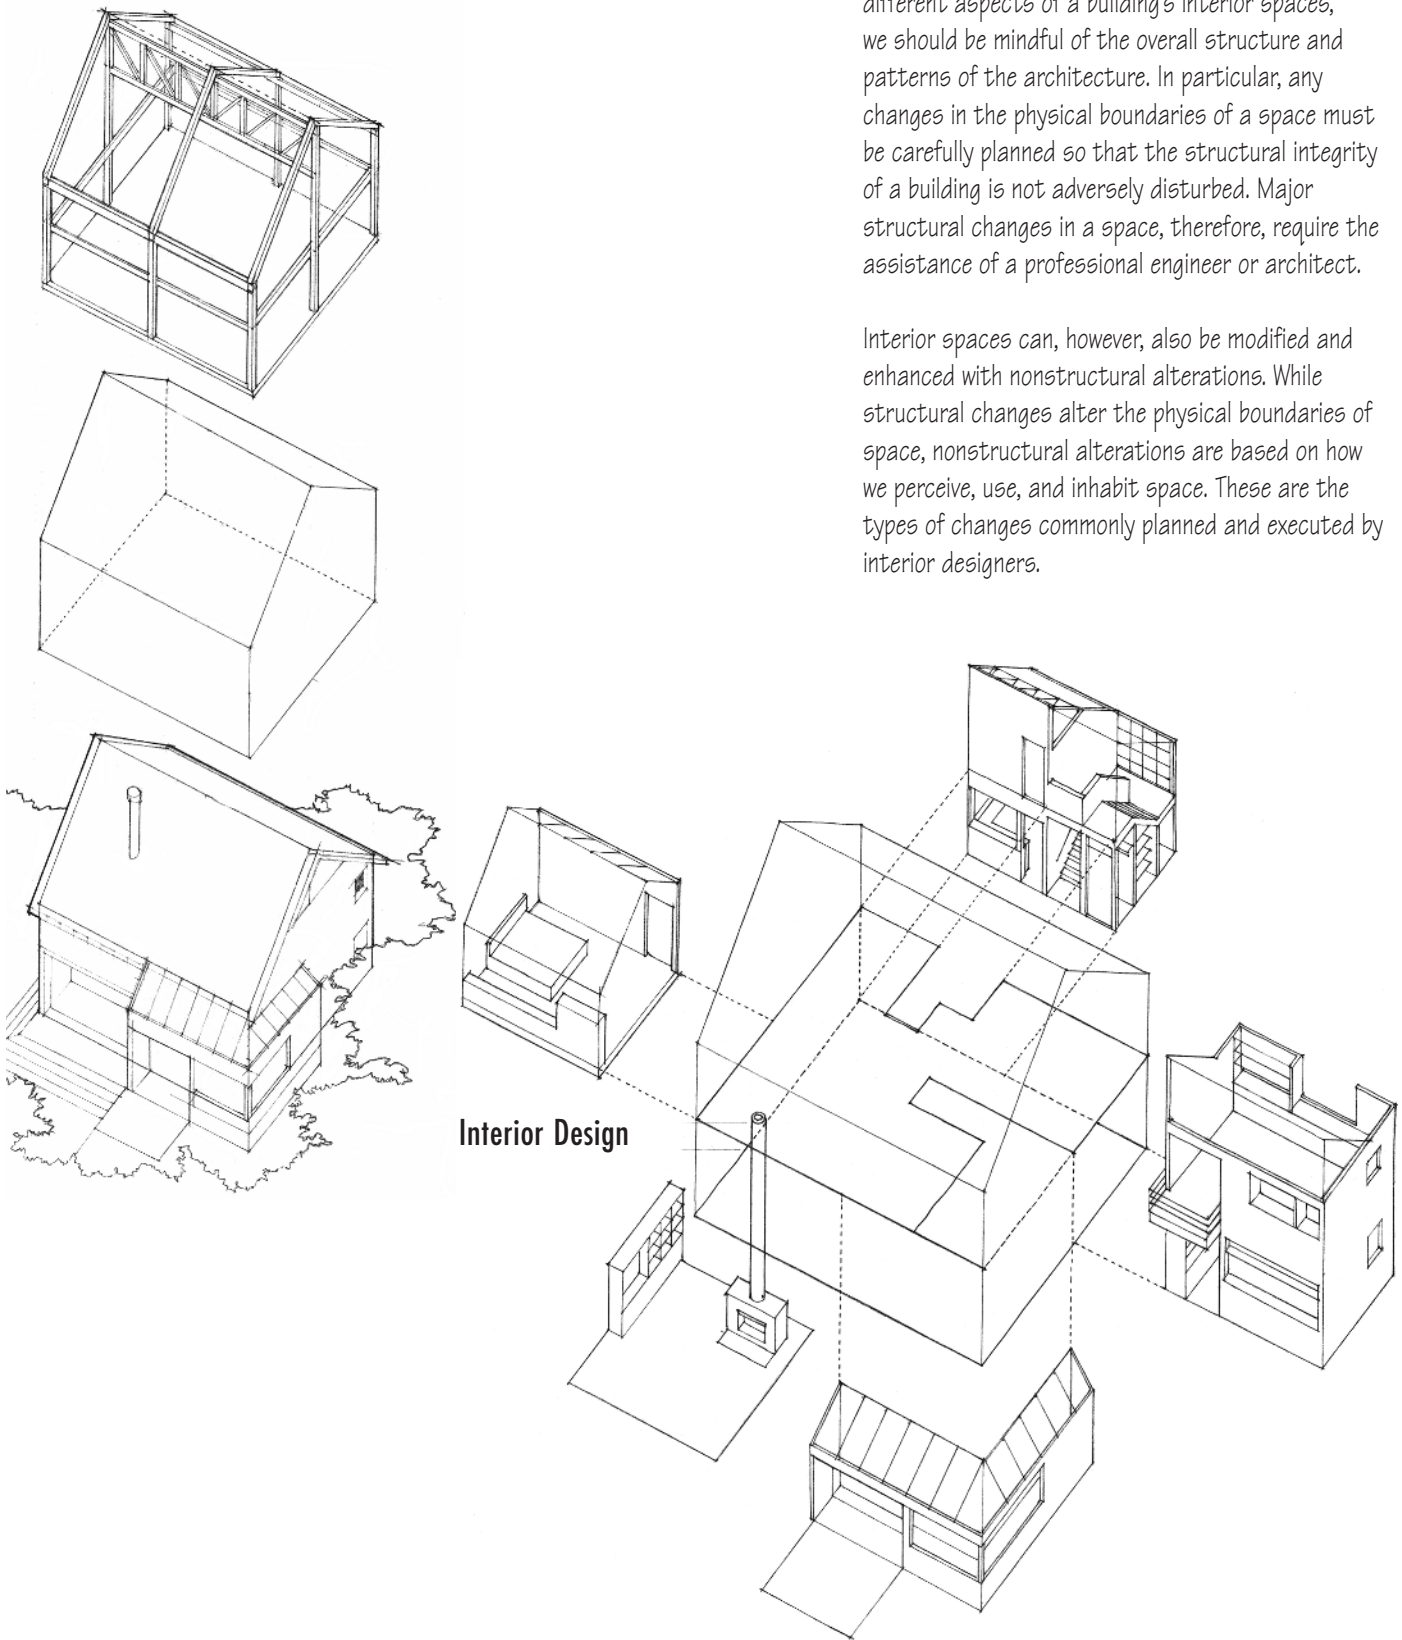 different aspects of a building's interior spaces,
we should be mindful of the overall structure and
patterns of the architecture. In particular, any
changes in the physical boundaries of a space must
be carefully planned so that the structural integrity
of a building is not adversely disturbed. Major
structural changes in a space, therefore, require the
assistance of a professional engineer or architect.
Interior spaces can, however, also be modified and
enhanced with nonstructural alterations. While
structural changes alter the physical boundaries of
space, nonstructural alterations are based on how
we perceive, use, and inhabit space. These are the
types of changes commonly planned and executed by
interior designers.
Interior Design